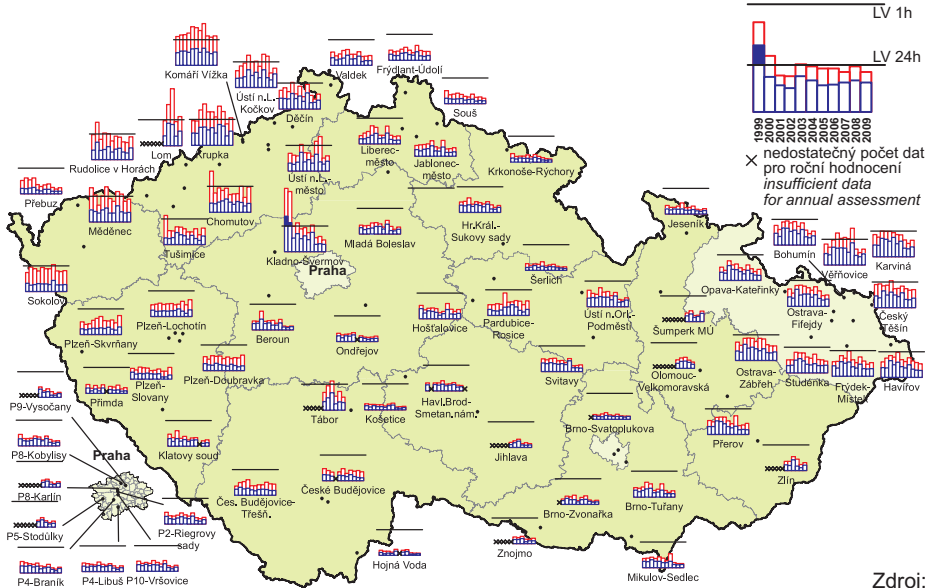 LV 1h
LV 24h
1999
2000
2001
2002
2003
2004
2005
2006
2007
2008
2009
× nedostatečný počet dat
pro roční hodnocení
insufficient data
for annual assessment
Komáří Vížka
Ústí n.L.-
Kočkov
Děčín
Valdek
Frýdlant-Údolí
Souš
Rudolice v Horách
Lom
Krupka
Ústí n.L.-
město
Liberec-
město
Jablonec-
město
Krkonoše-Rýchory
Přebuz
Měděnec
Chomutov
Tušimice
Kladno-Švermov
Mladá Boleslav
Hr.Král.-
Sukovy sady
Jeseník
Bohumín
Věřňovice
Karviná
Sokolov
Praha
Šerlich
Opava-Kateřinky
Ostrava-
Fifejdy
Český
Těšín
Plzeň-Skvrňany
Plzeň-Lochotín
Beroun
Ondřejov
Hošťalovice
Pardubice-
Rosice
Ústí n.Orl.-
Podměstí
Šumperk MÚ
Přimda
Plzeň-
Slovany
Plzeň-Doubravka
Svitavy
Olomouc-
Velkomoravská
Ostrava-
Zábřeh
Studénka
Frýdek-
Místek
Havířov
P9-Vysočany
Klatovy soud
Tábor
Košetice
Havl.Brod-
Smetan.nám.
Brno-Svatoplukova
Přerov
P8-Kobylisy
Praha
Jihlava
Zlín
P8-Karlín
Čes. Budějovice-
Třešň.
České Budějovice
Brno-Zvonařka
Brno-Tuřany
P5-Stodůlky
P2-Riegrovy
sady
Hojná Voda
Znojmo
Mikulov-Sedlec
P4-Braník
P4-Libuš
P10-Vršovice
Zdroj: